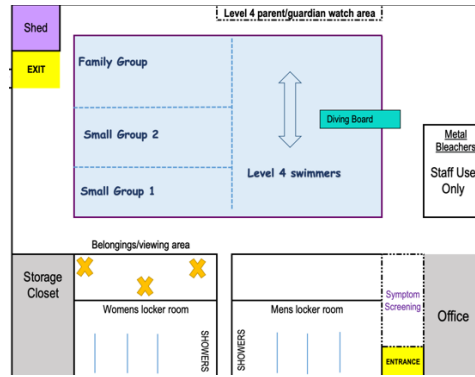 Level 4 parent/guardian watch area
Shed
EXIT
Family Group
Small Group 2
Small Group 1
Level 4 swimmers
Diving Board
Metal
Bleachers
Staff Use
Only
Belongings/viewing area
Storage
Closet
Womens locker room
SHOWERS
SHOWERS
Mens locker room
Symptom
Screening
ENTRANCE
Office